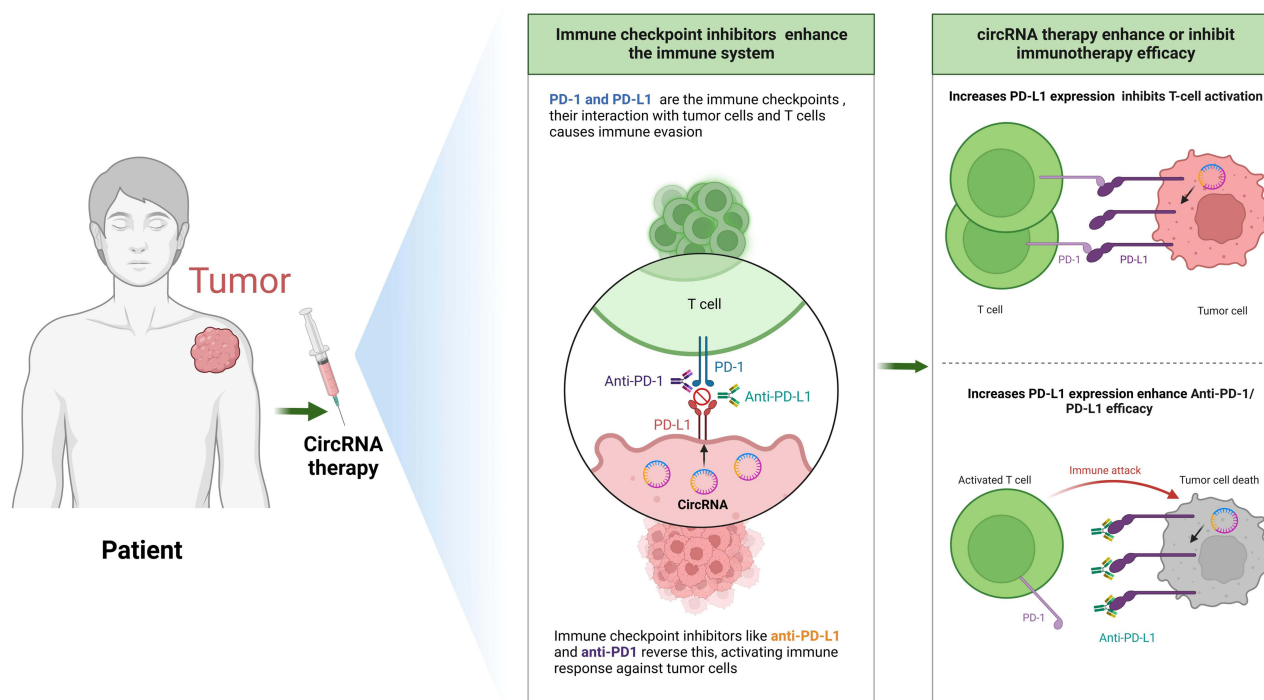 Tumor
CircRNA
therapy
Patient
Immune checkpoint inhibitors enhance
the immune system
PD-1 and PD-L1 are the immune checkpoints ,
their interaction with tumor cells and T cells
causes immune evasion
T cell
PD-1
Anti-PD-1
Anti-PD-L1
PD-L1
CircRNA
Immune checkpoint inhibitors like anti-PD-L1
and anti-PD1 reverse this, activating immune
response against tumor cells
circRNA therapy enhance or inhibit
immunotherapy efficacy
Increases PD-L1 expression inhibits T-cell activation
PD-1
PD-L1
T cell
Tumor cell
Increases PD-L1 expression enhance Anti-PD-1/
PD-L1 efficacy
Immune attack
Activated T cell
Tumor cell death
PD-1
Anti-PD-L1